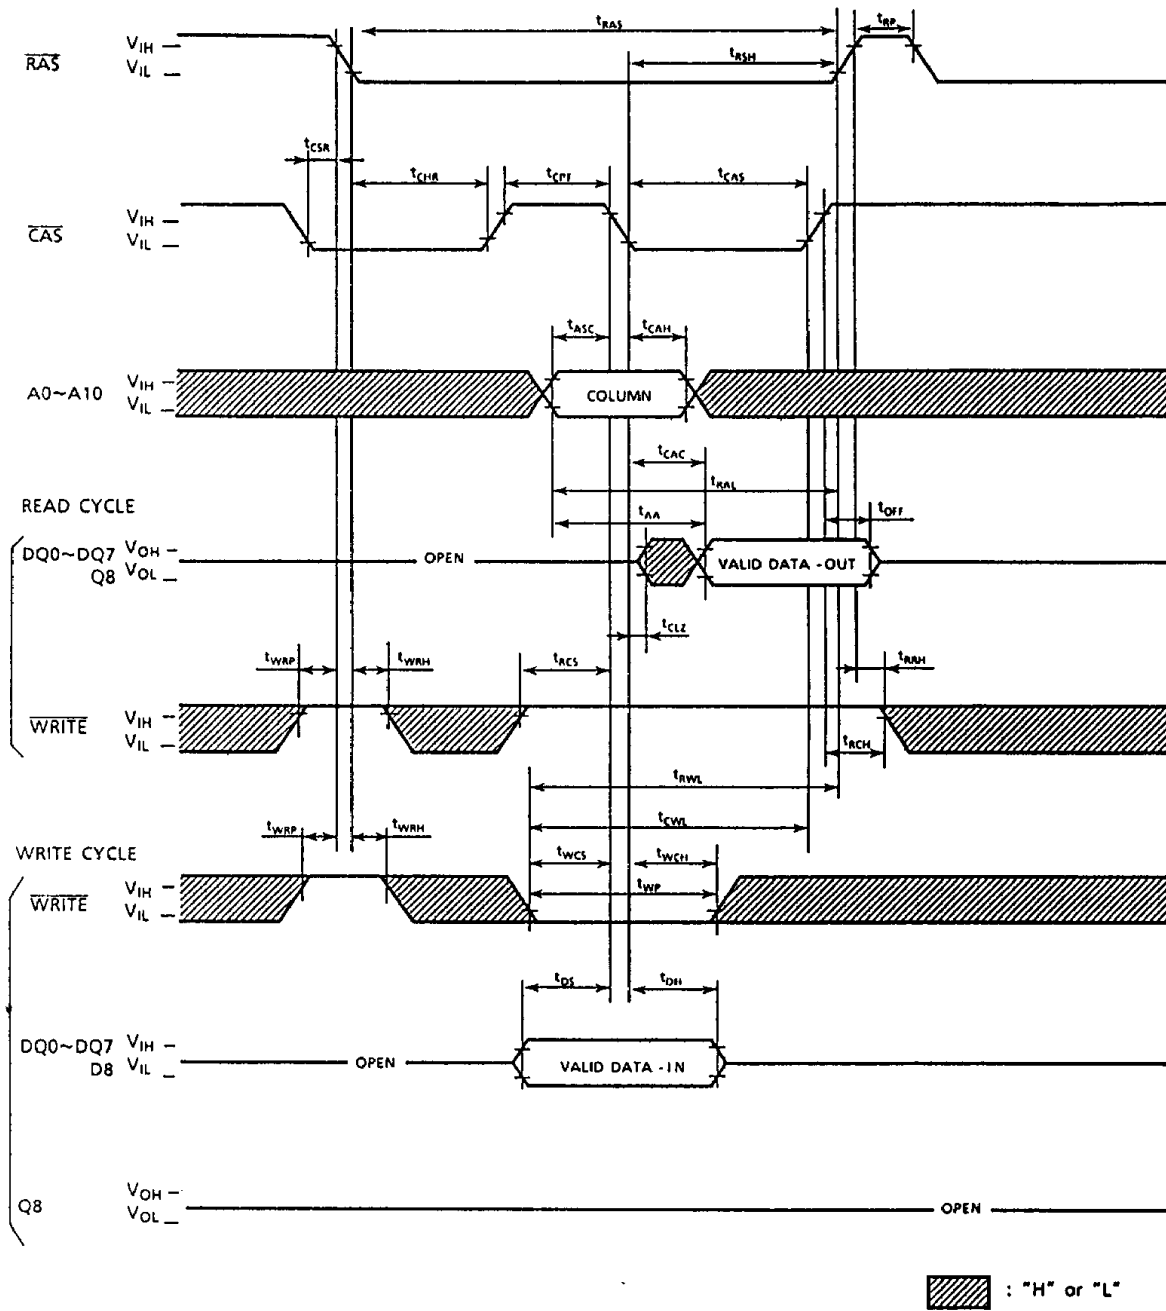 tRAS
tRP
RAS
VIH
VIL
tRSH
tCSR
tCHR
tCPT
tCAS
CAS
VIH
VIL
tASC
tCAH
A0~A10
VIH
VIL
COLUMN
tCAC
tRAL
READ CYCLE
tAA
tOFF
DQ0~DQ7
Q8
VOH
VOL
OPEN
VALID DATA - OUT
tCLZ
tWRP
tWRH
tRCS
tRRH
WRITE
VIH
VIL
tRCH
tRWL
tWRP
tWRH
tCWL
WRITE CYCLE
tWCS
tWCH
WRITE
VIH
VIL
tWP
tDS
tDH
DQ0~DQ7
D8
VIH
VIL
OPEN
VALID DATA - IN
Q8
VOH
VOL
OPEN
: "H" or "L"